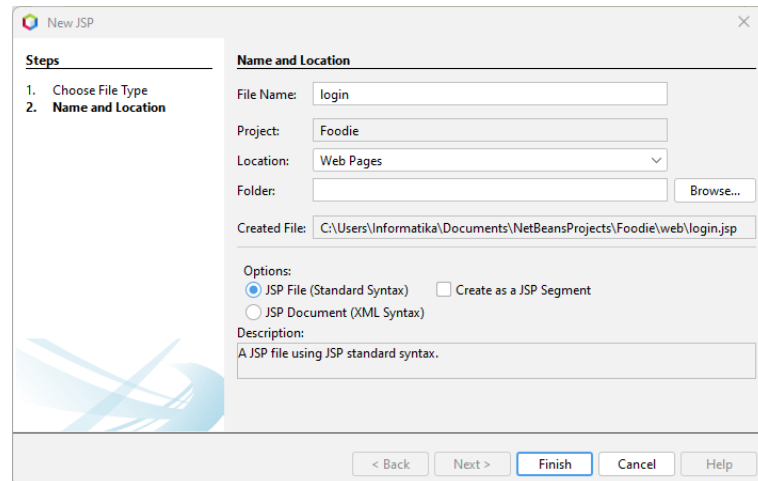 New JSP
Steps
1. Choose File Type
2. Name and Location
Name and Location
File Name: login
Project: Foodie
Location: Web Pages
Folder: Browse...
Created File: C:\Users\Informatika\Documents\NetBeansProjects\Foodie\web\login.jsp
Options:
JSP File (Standard Syntax) Create as a JSP Segment
JSP Document (XML Syntax)
Description:
A JSP file using JSP standard syntax.
< Back Next > Finish Cancel Help